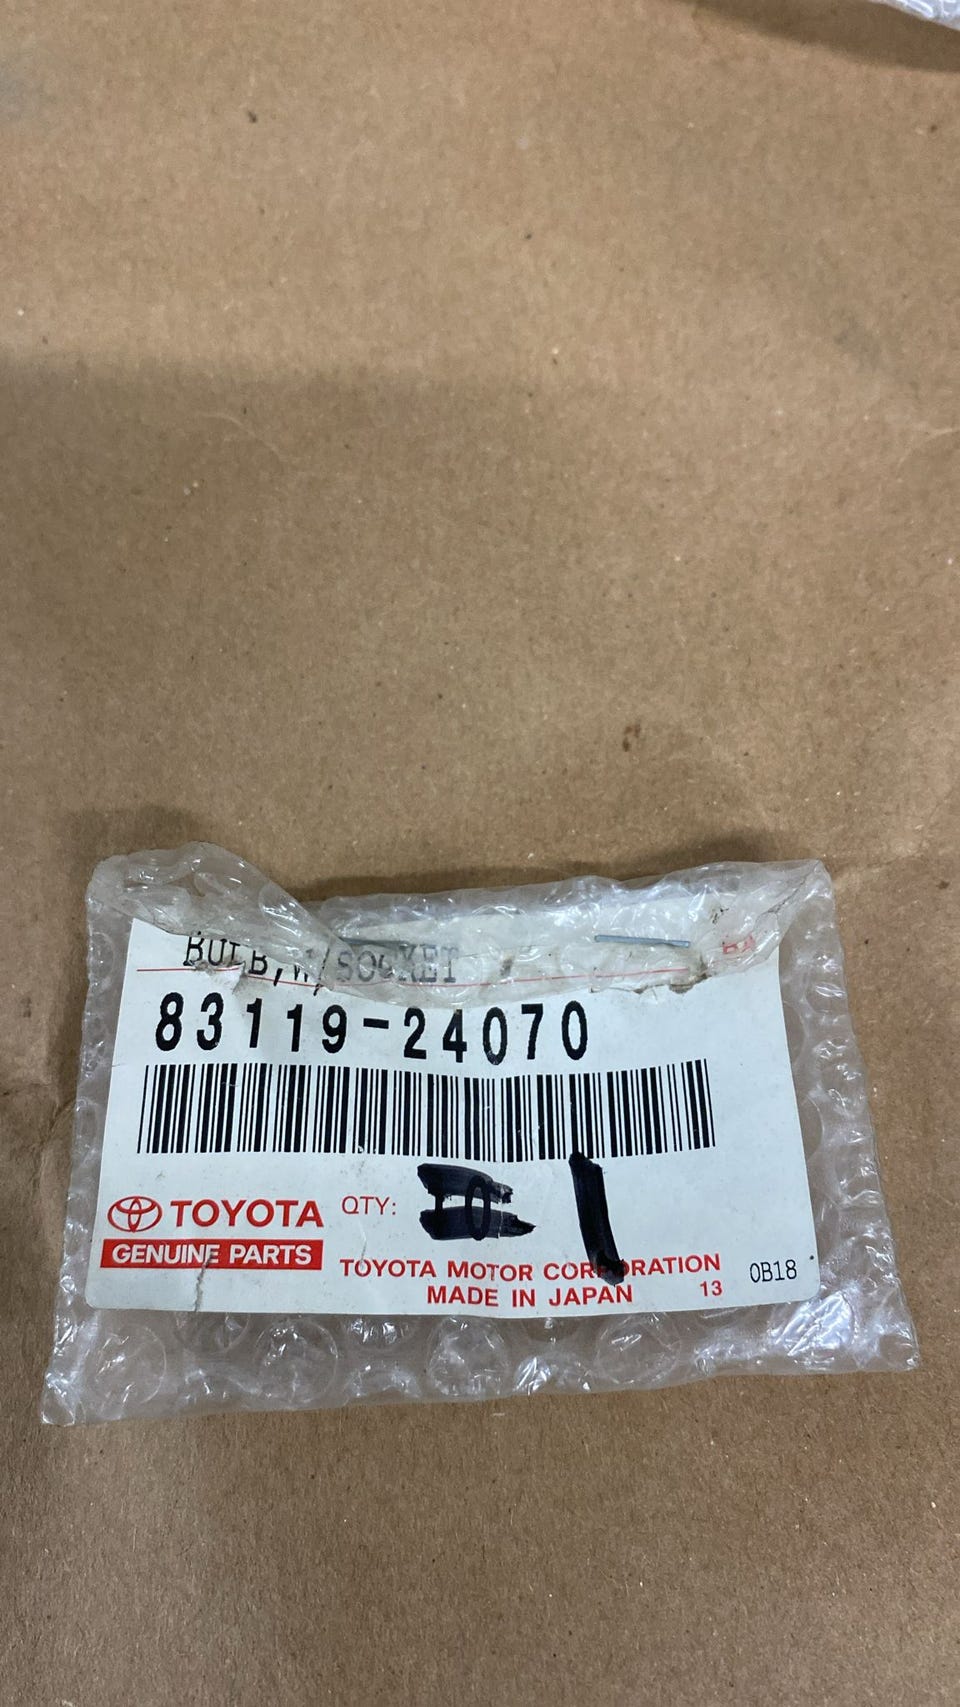 BULB,W/SOCKET
83119-24070
TOYOTA
GENUINE PARTS
QTY: 1
TOYOTA MOTOR CORPORATION
MADE IN JAPAN 13
0B18